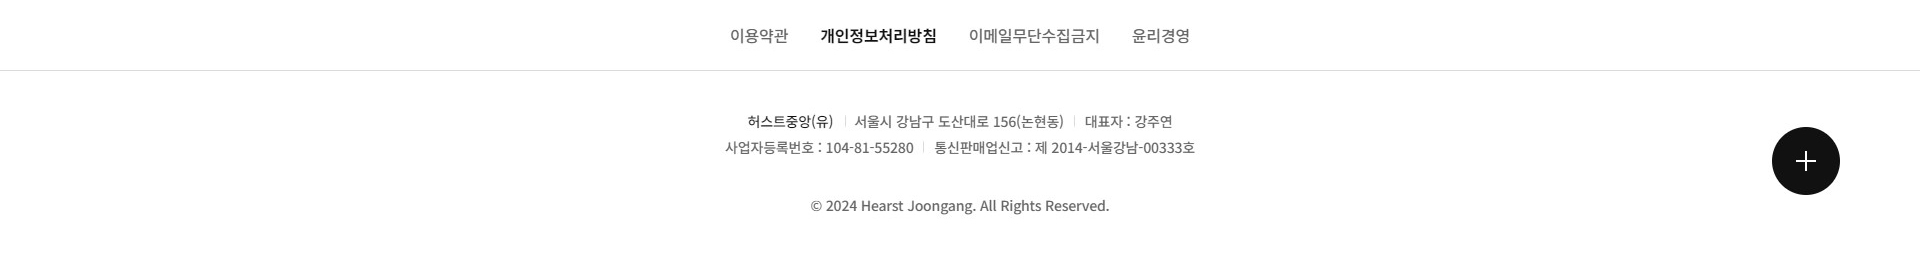 이용약관 개인정보처리방침 이메일무단수집금지 윤리경영
허스트중앙(유) 서울시 강남구 도산대로 156(논현동) 대표자 : 강주연
사업자등록번호 : 104-81-55280 통신판매업신고 : 제 2014-서울강남-00333호
© 2024 Hearst Joongang. All Rights Reserved.